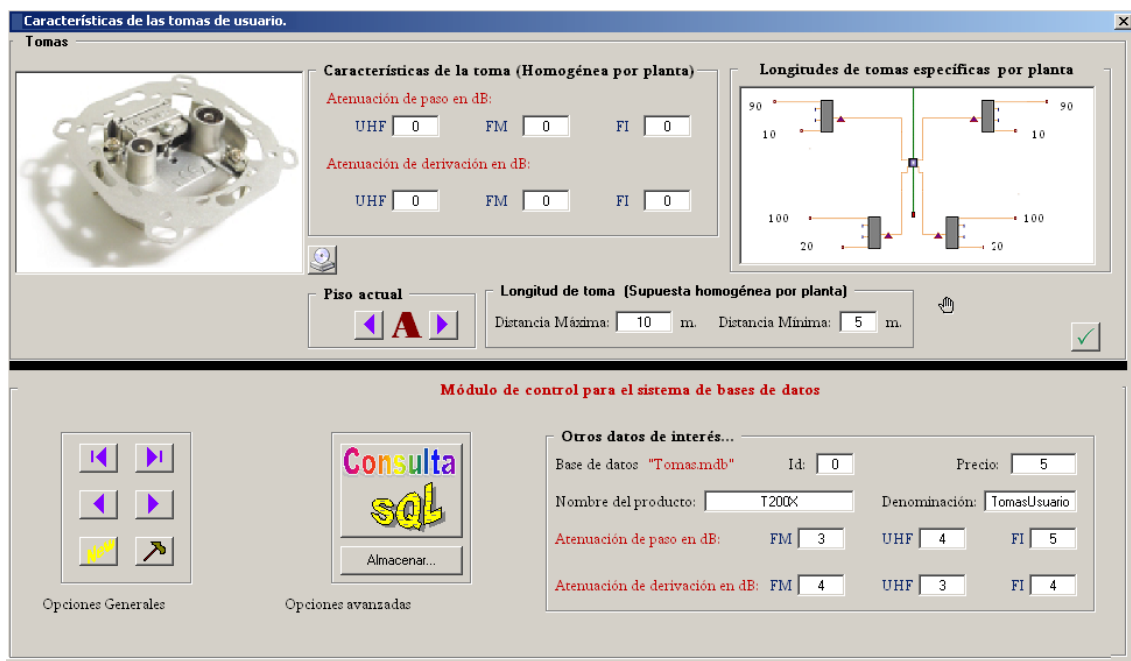 Características de las tomas de usuario.
Tomas
Características de la toma (Homogénea por planta)
Atenuación de paso en dB:
UHF 0 FM 0 FI 0
Atenuación de derivación en dB:
UHF 0 FM 0 FI 0
Longitudes de tomas específicas por planta
90 90
10 10
100 100
20 20
Piso actual
A
Longitud de toma (Supuesta homogénea por planta)
Distancia Máxima: 10 m. Distancia Mínima: 5 m.
Módulo de control para el sistema de bases de datos
New
Opciones Generales
Consulta
SQL
Almacenar...
Opciones avanzadas
Otros datos de interés...
Base de datos "Tomas.mdb" Id: 0 Precio: 5
Nombre del producto: T200X Denominación: TomasUsuario
Atenuación de paso en dB: FM 3 UHF 4 FI 5
Atenuación de derivación en dB: FM 4 UHF 3 FI 4